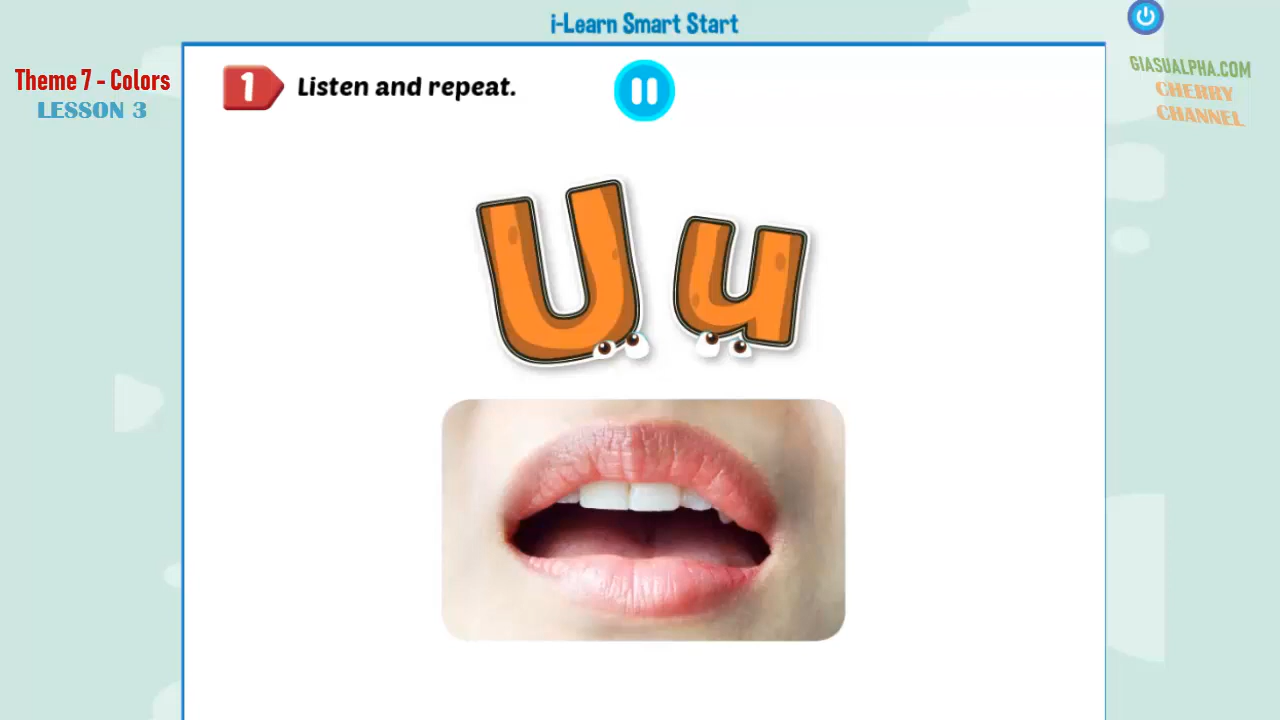 i-Learn Smart Start
Theme 7 - Colors
LESSON 3
1 Listen and repeat.
GIASUALPHA.COM
CHERRY
CHANNEL
U u